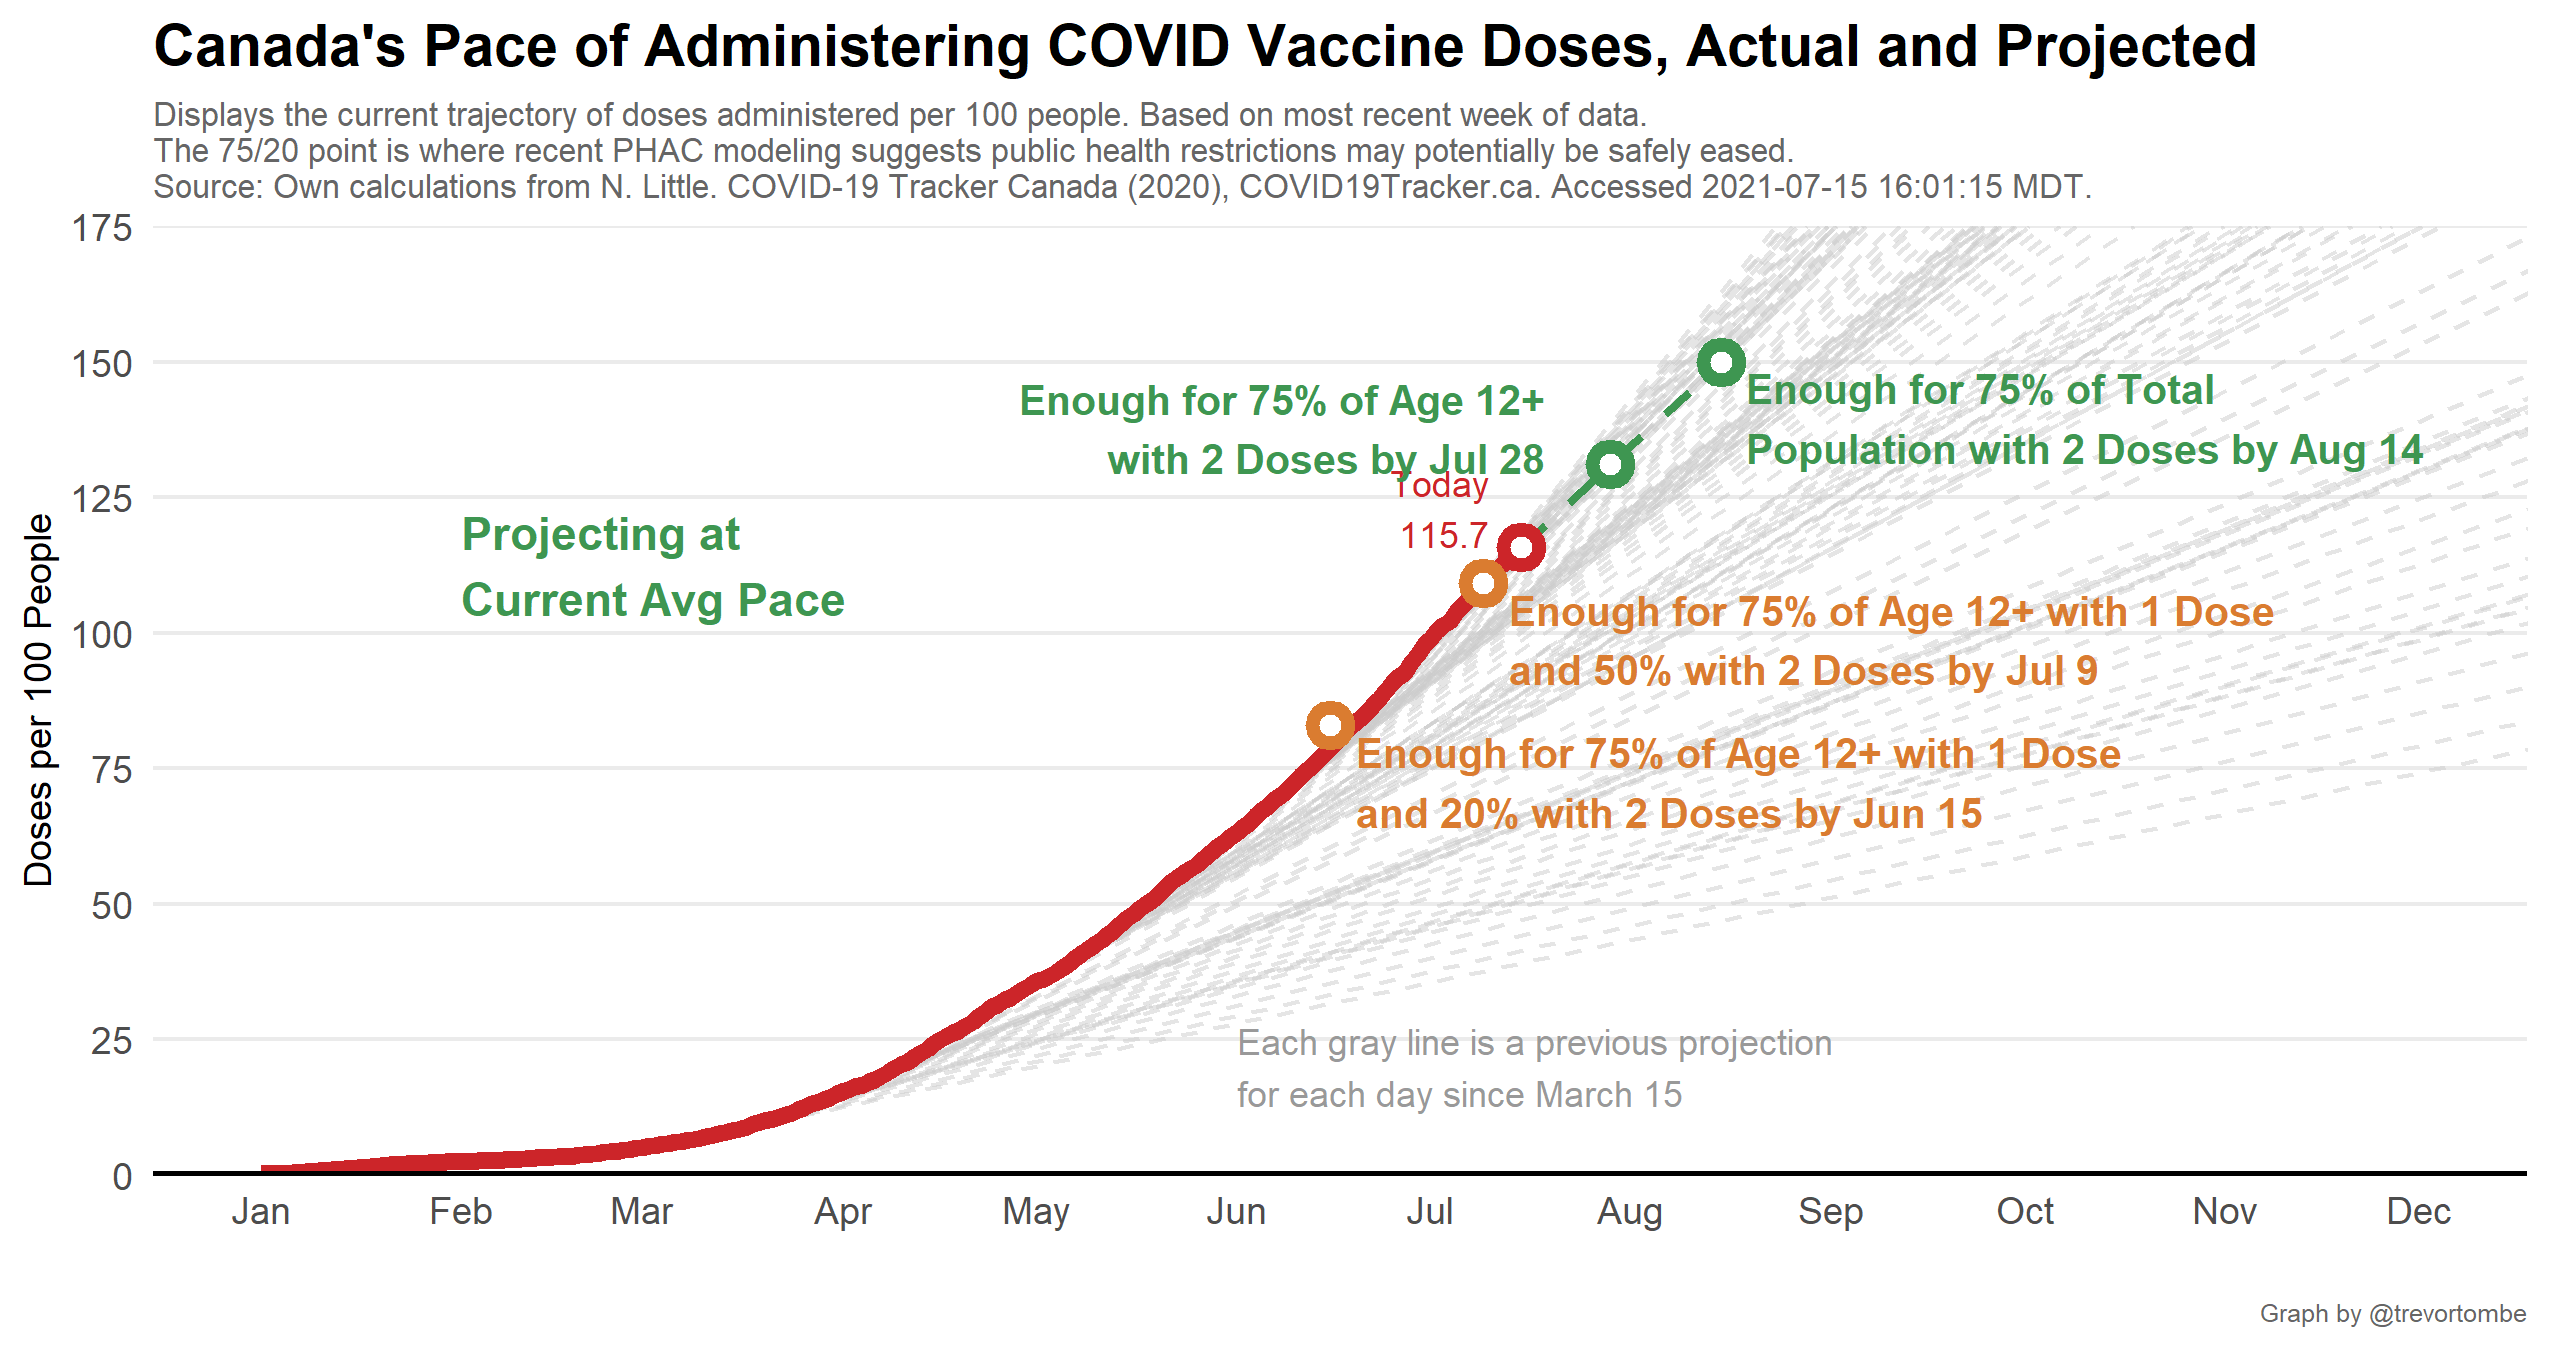 Canada's Pace of Administering COVID Vaccine Doses, Actual and Projected
Displays the current trajectory of doses administered per 100 people. Based on most recent week of data.
The 75/20 point is where recent PHAC modeling suggests public health restrictions may potentially be safely eased.
Source: Own calculations from N. Little. COVID-19 Tracker Canada (2020), COVID19Tracker.ca. Accessed 2021-07-15 16:01:15 MDT.
Doses per 100 People
175
150
125
100
75
50
25
0
Enough for 75% of Age 12+
with 2 Doses by Jul 28
Enough for 75% of Total
Population with 2 Doses by Aug 14
Today
115.7
Projecting at
Current Avg Pace
Enough for 75% of Age 12+ with 1 Dose
and 50% with 2 Doses by Jul 9
Enough for 75% of Age 12+ with 1 Dose
and 20% with 2 Doses by Jun 15
Each gray line is a previous projection
for each day since March 15
Jan Feb Mar Apr May Jun Jul Aug Sep Oct Nov Dec
Graph by @trevortombe